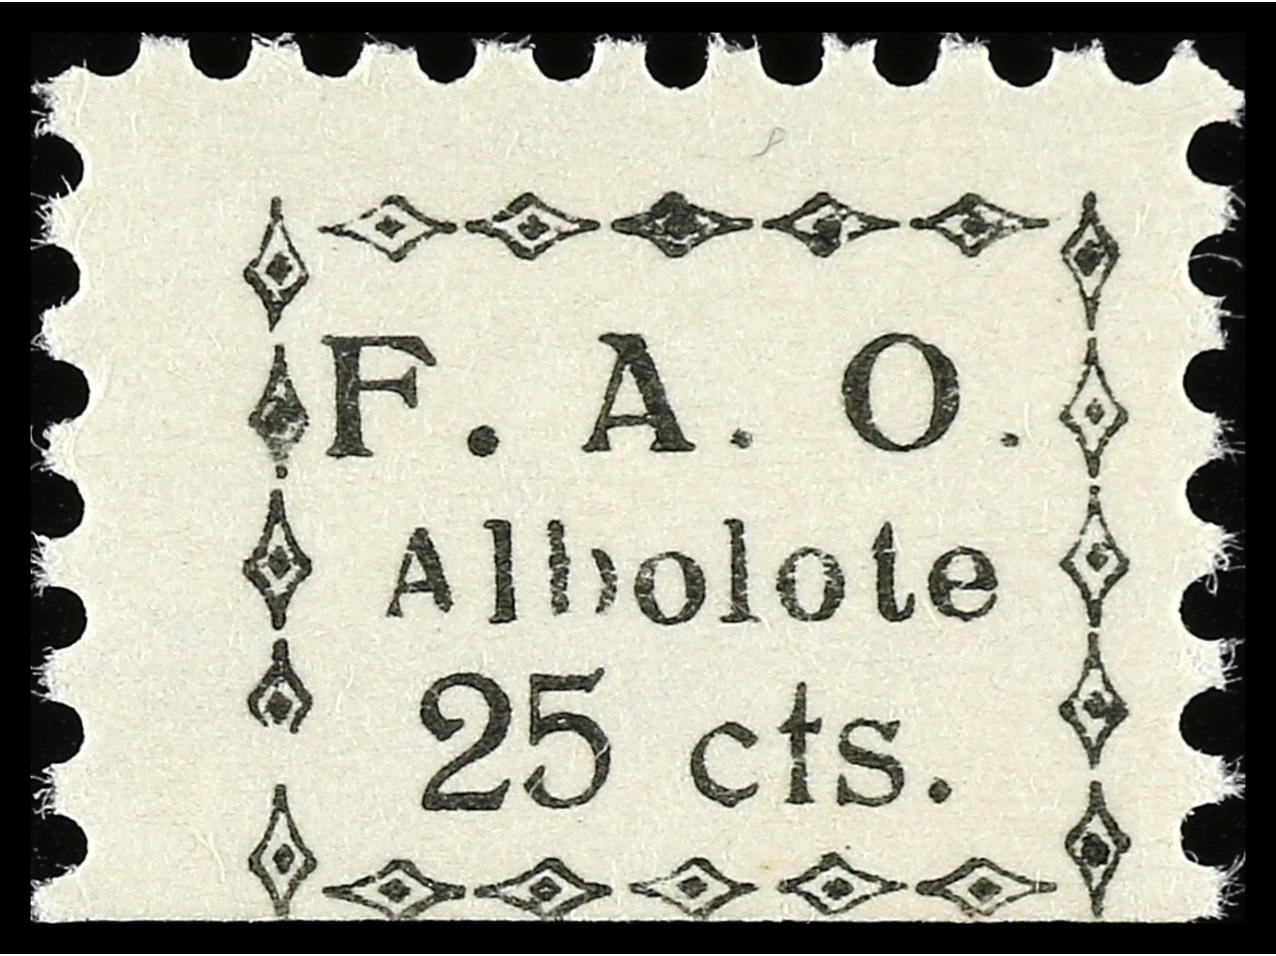 F. A. O.
Albolote
25 cts.